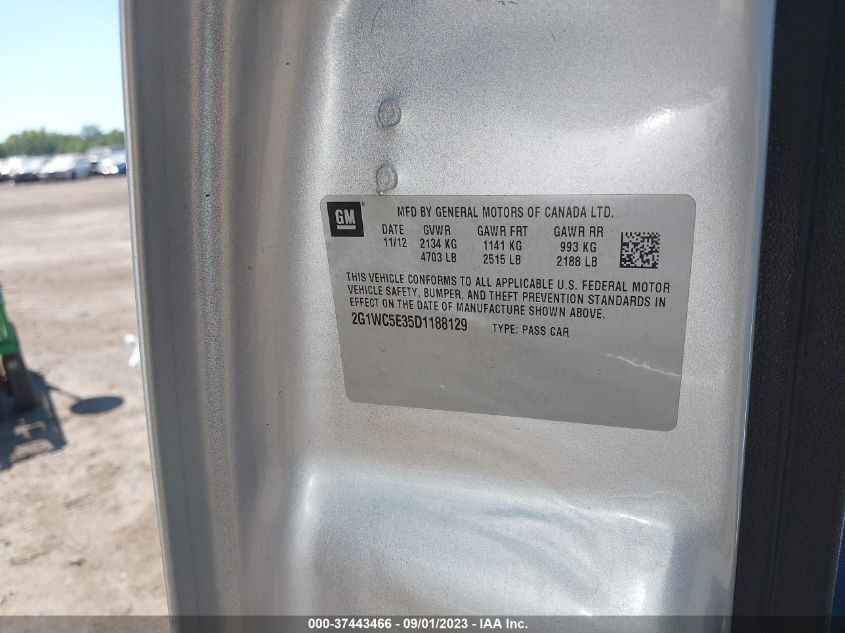 GM
MFD BY GENERAL MOTORS OF CANADA LTD.
DATE GVWR GAWR FRT GAWR RR
11/12 2134 KG 1141 KG 993 KG
4703 LB 2515 LB 2188 LB
THIS VEHICLE CONFORMS TO ALL APPLICABLE U.S. FEDERAL MOTOR
VEHICLE SAFETY, BUMPER, AND THEFT PREVENTION STANDARDS IN
EFFECT ON THE DATE OF MANUFACTURE SHOWN ABOVE.
2G1WC5E35D1188129 TYPE: PASS CAR
000-37443466 - 09/01/2023 - IAA Inc.